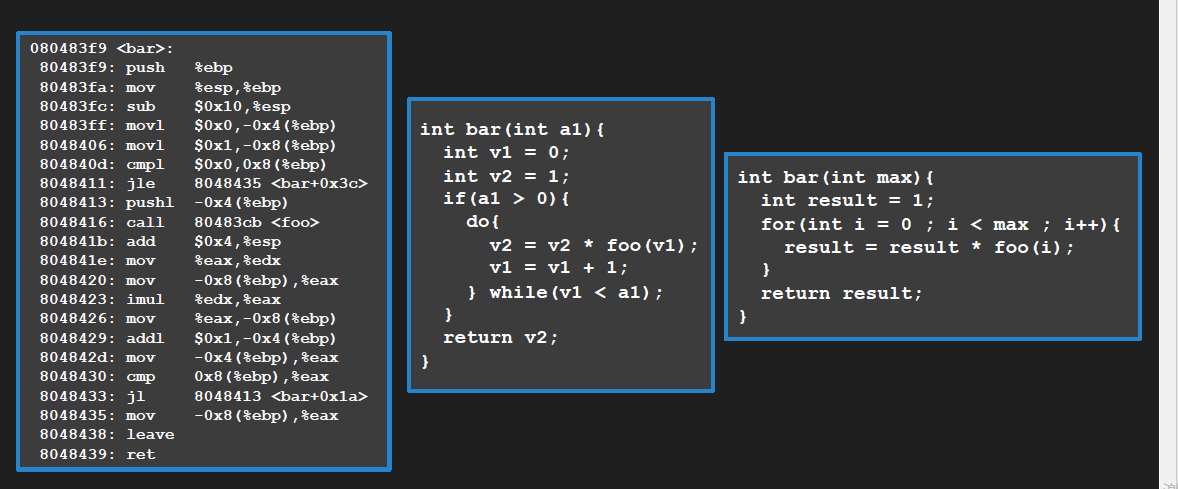 080483f9 <bar>:
80483f9: push %ebp
80483fa: mov %esp,%ebp
80483fc: sub $0x10,%esp
80483ff: movl $0x0,-0x4(%ebp)
8048406: movl $0x1,-0x8(%ebp)
804840d: cmpl $0x0,0x8(%ebp)
8048411: jle 8048435 <bar+0x3c>
8048413: pushl -0x4(%ebp)
8048416: call 80483cb <foo>
804841b: add $0x4,%esp
804841e: mov %eax,%edx
8048420: mov -0x8(%ebp),%eax
8048423: imul %edx,%eax
8048426: mov %eax,-0x8(%ebp)
8048429: addl $0x1,-0x4(%ebp)
804842d: mov -0x4(%ebp),%eax
8048430: cmp 0x8(%ebp),%eax
8048433: jl 8048413 <bar+0x1a>
8048435: mov -0x8(%ebp),%eax
8048438: leave
8048439: ret
int bar(int a1){
int v1 = 0;
int v2 = 1;
if(a1 > 0){
do{
v2 = v2 * foo(v1);
v1 = v1 + 1;
} while(v1 < a1);
}
return v2;
}
int bar(int max){
int result = 1;
for(int i = 0 ; i < max ; i++){
result = result * foo(i);
}
return result;
}